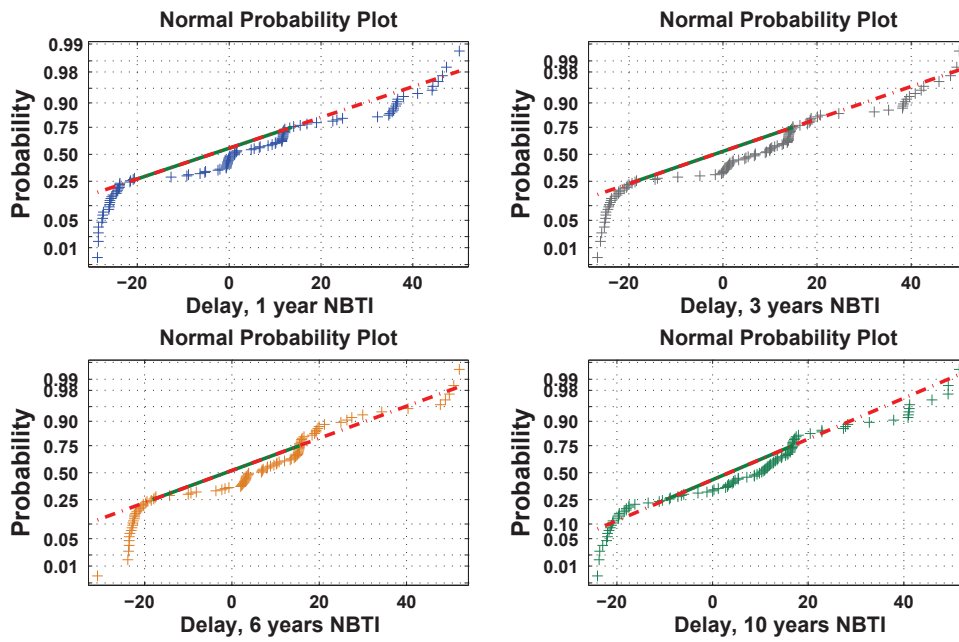 Normal Probability Plot
Probability
0.99
0.98
0.90
0.75
0.50
0.25
0.05
0.01
−20 0 20 40
Delay, 1 year NBTI
Normal Probability Plot
Probability
0.98
0.90
0.75
0.50
0.25
0.05
0.01
−20 0 20 40
Delay, 3 years NBTI
Normal Probability Plot
Probability
0.99
0.98
0.90
0.75
0.50
0.25
0.05
0.01
−20 0 20 40
Delay, 6 years NBTI
Normal Probability Plot
Probability
0.99
0.98
0.90
0.75
0.50
0.25
0.10
0.05
0.01
−20 0 20 40
Delay, 10 years NBTI